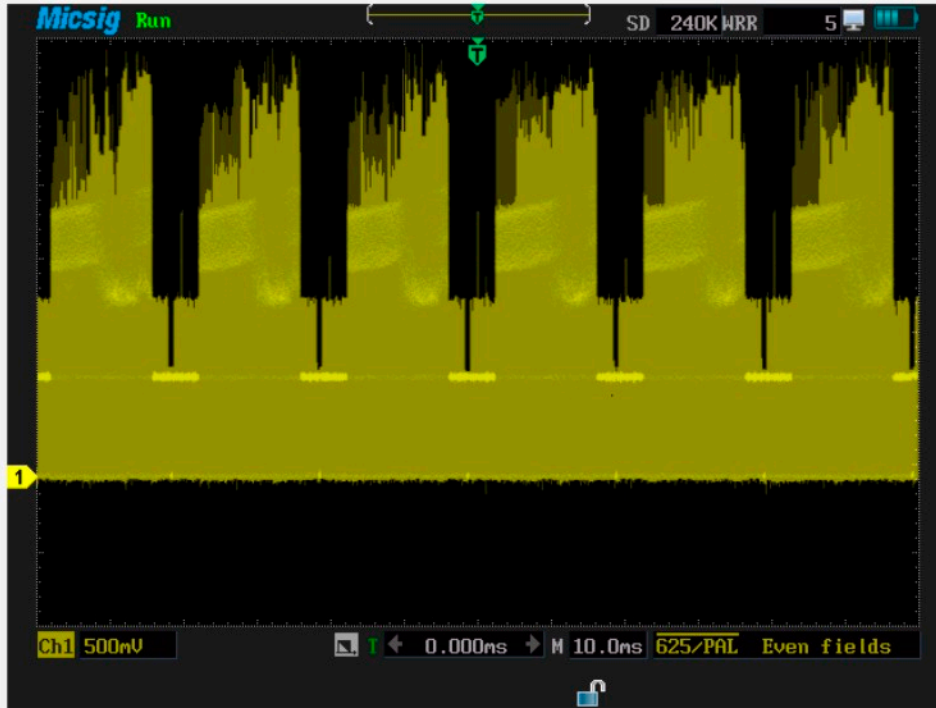 Micsig Run SD 240K WRR 5
T
T
1
Ch1 500mV T 0.000ms M 10.0ms 625/PAL Even fields